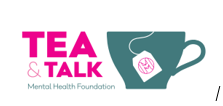 TEA
& TALK
Mental Health Foundation
/